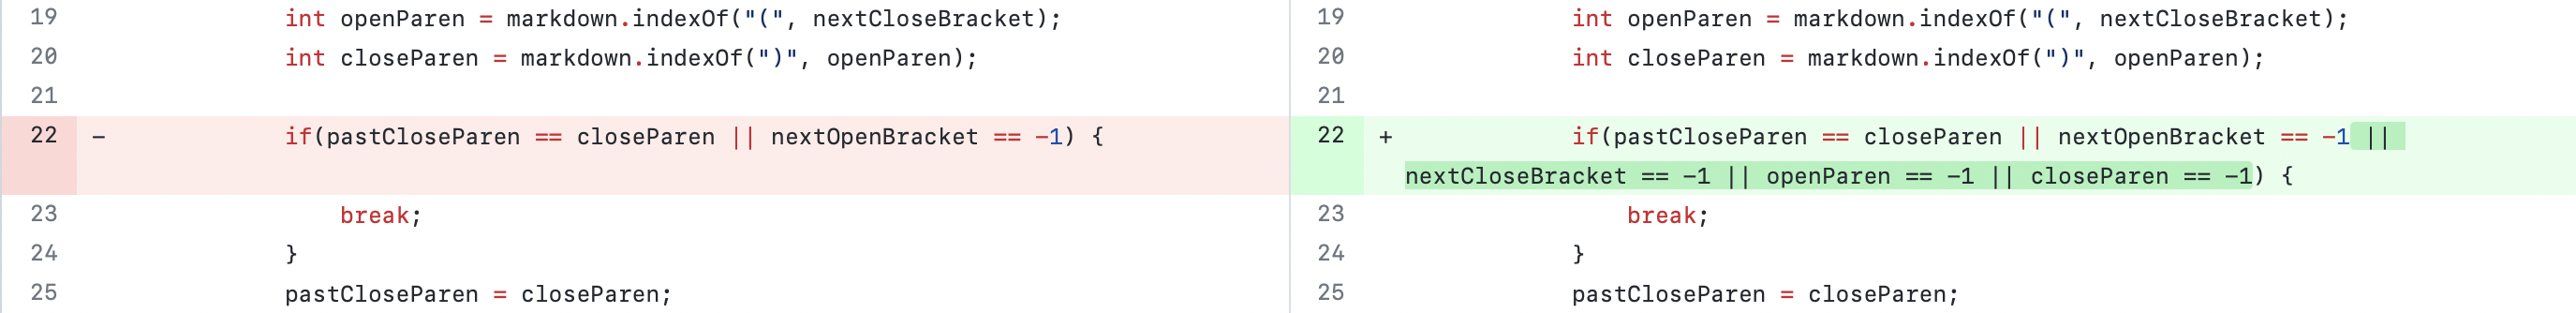 19 int openParen = markdown.indexOf("(", nextCloseBracket);
20 int closeParen = markdown.indexOf(")", openParen);
21
22 - if(pastCloseParen == closeParen || nextOpenBracket == -1) {
23 break;
24 }
25 pastCloseParen = closeParen;
19 int openParen = markdown.indexOf("(", nextCloseBracket);
20 int closeParen = markdown.indexOf(")", openParen);
21
22 + if(pastCloseParen == closeParen || nextOpenBracket == -1 ||
nextCloseBracket == -1 || openParen == -1 || closeParen == -1) {
23 break;
24 }
25 pastCloseParen = closeParen;